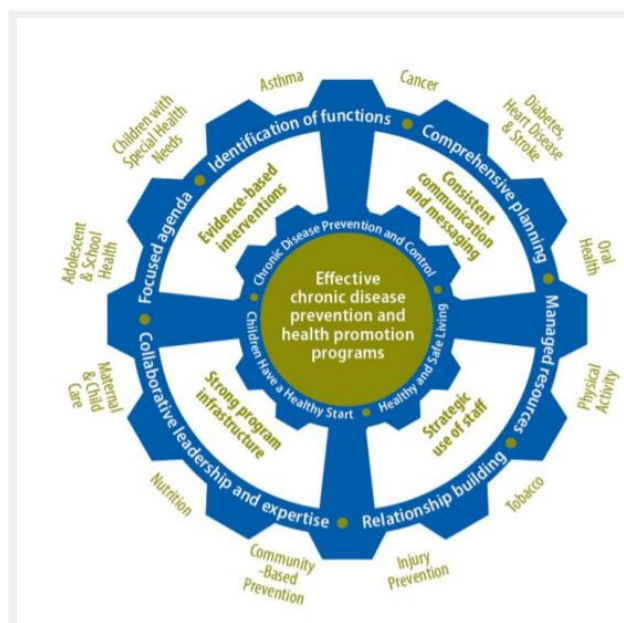 Asthma
Cancer
Diabetes,
Heart Disease
& Stroke
Oral
Health
Physical
Activity
Tobacco
Injury
Prevention
Community
-Based
Prevention
Nutrition
Maternal
& Child
Care
Adolescent
& School
Health
Children with
Special Health
Needs
Identification of functions
Comprehensive planning
Managed resources
Relationship building
Collaborative leadership and expertise
Focused agenda
Evidence-based
interventions
Consistent
communication
and messaging
Strategic
use of staff
Strong program
infrastructure
Chronic Disease Prevention and Control
Healthy and Safe Living
Children Have a Healthy Start
Effective
chronic disease
prevention and
health promotion
programs